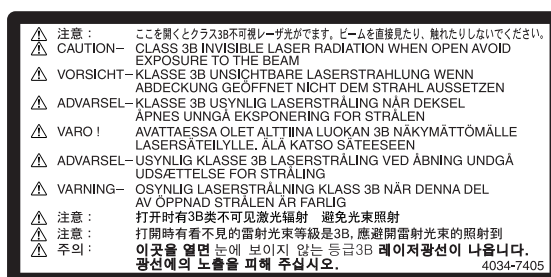 注意： ここを開くとクラス3B不可視レーザ光がでます。ビームを直接見たり、触れたりしないでください。
CAUTION– CLASS 3B INVISIBLE LASER RADIATION WHEN OPEN AVOID
EXPOSURE TO THE BEAM
VORSICHT– KLASSE 3B UNSICHTBARE LASERSTRAHLUNG WENN
ABDECKUNG GEÖFFNET NICHT DEM STRAHL AUSSETZEN
ADVARSEL– KLASSE 3B USYNLIG LASERSTRÅLING NÅR DEKSEL
ÅPNES UNNGÅ EKSPONERING FOR STRÅLEN
VARO ! AVATTAESSA OLET ALTTIINA LUOKAN 3B NÄKYMÄTTÖMÄLLE
LASERSÄTEILYLLE. ÄLÄ KATSO SÄTEESEEN
ADVARSEL– USYNLIG KLASSE 3B LASERSTRÅLING VED ÅBNING UNDGÅ
UDSÆTTELSE FOR STRÅLING
VARNING– OSYNLIG LASERSTRÅLNING KLASS 3B NÄR DENNA DEL
AV ÖPPNAD STRÅLEN ÄR FARLIG
注意： 打开时有3B类不可见激光辐射 避免光束照射
注意： 打開時有看不見的雷射光束等級是3B, 應避開雷射光束的照射到
주의: 이곳을 열면 눈에 보이지 않는 등급3B 레이저광선이 나옵니다.
광선에의 노출을 피해 주십시오. 4034-7405